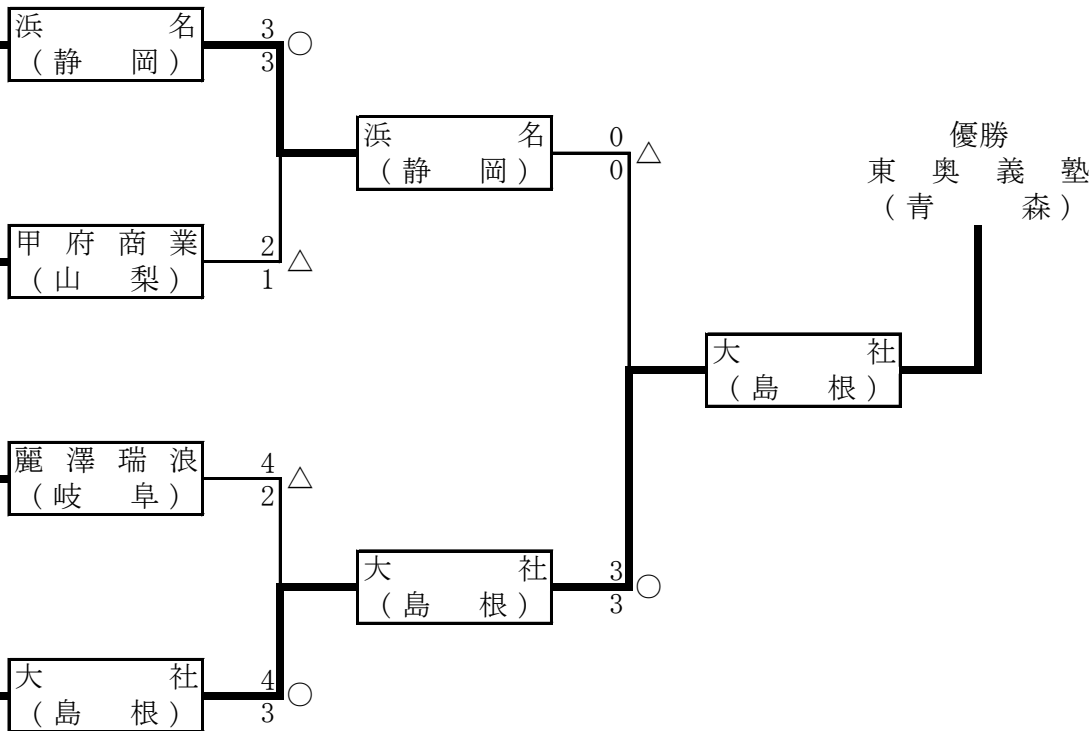 浜名
(静岡)
3
3
○
浜名
(静岡)
0
0
△
優勝
東奥義塾
(青森)
甲府商業
(山梨)
2
1
△
大社
(島根)
麗澤瑞浪
(岐阜)
4
2
△
大社
(島根)
3
3
○
大社
(島根)
4
3
○